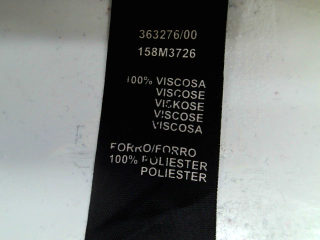 363276/00
158M3726
100% VISCOSA
VISCOSE
VISKOSE
VISCOSE
VISCOSA
FORRO/FORRO
100% POLIESTER
POLIESTER